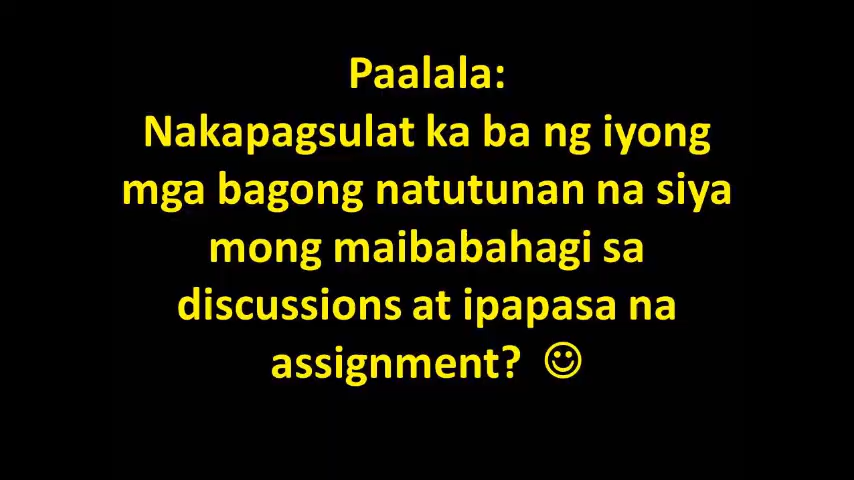 Paalala:
Nakapagsulat ka ba ng iyong
mga bagong natutunan na siya
mong maibabahagi sa
discussions at ipapasa na
assignment? ☺